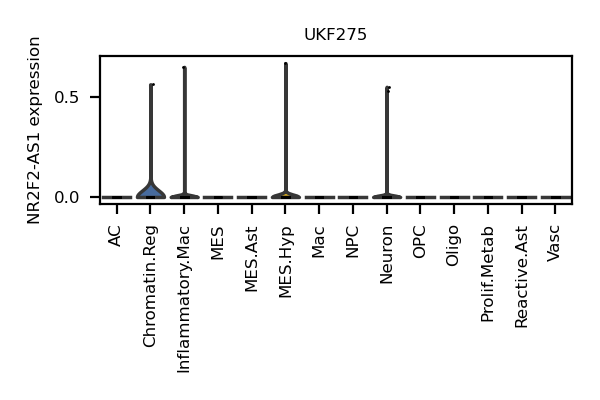 UKF275
NR2F2-AS1 expression
0.5
0.0
AC
Chromatin.Reg
Inflammatory.Mac
MES
MES.Ast
MES.Hyp
Mac
NPC
Neuron
OPC
Oligo
Prolif.Metab
Reactive.Ast
Vasc